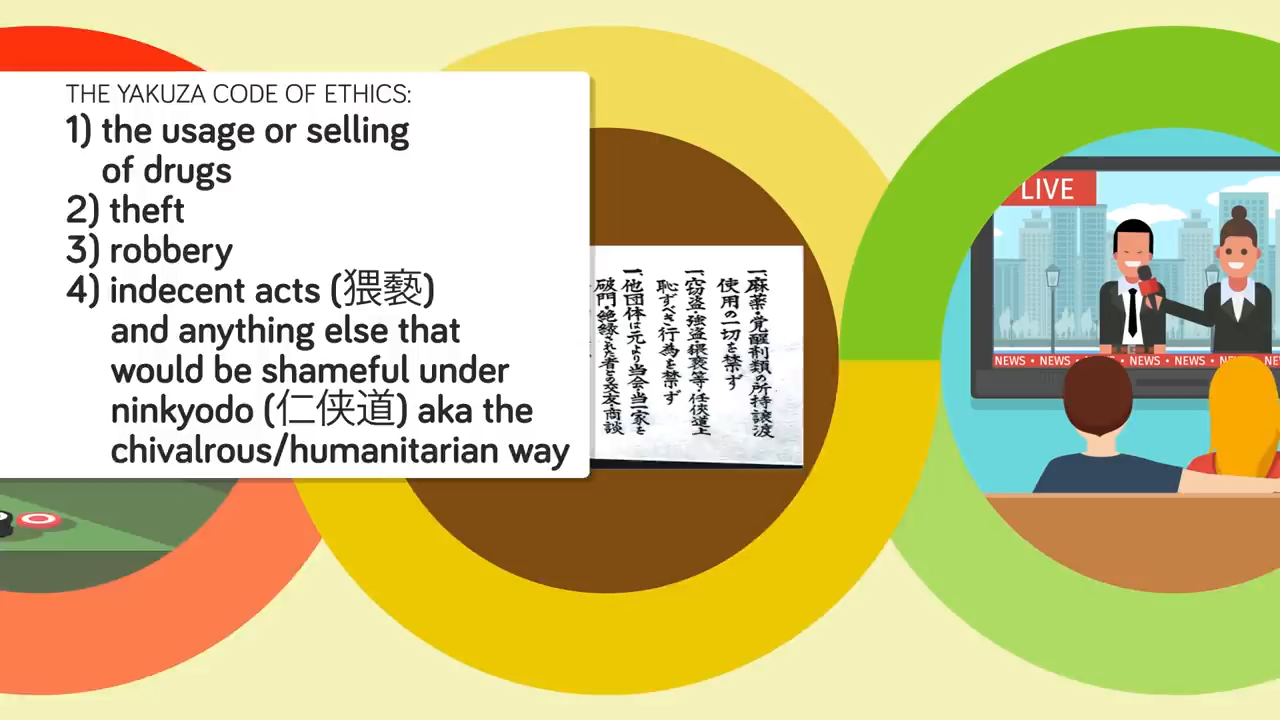 THE YAKUZA CODE OF ETHICS:
1) the usage or selling
of drugs
2) theft
3) robbery
4) indecent acts (猥褻)
and anything else that
would be shameful under
ninkyodo (仁侠道) aka the
chivalrous/humanitarian way
一、麻薬・覚醒剤類の所持譲渡
使用の一切を禁ず
一、窃盗・強盗・猥褻等・任侠道上
恥ずべき行為を禁ず
一、他団体は元より当会・当一家を
破門・絶縁された者との交友・商談
LIVE
NEWS • NEWS • NEWS • NEWS • NEWS • NEWS • NEWS